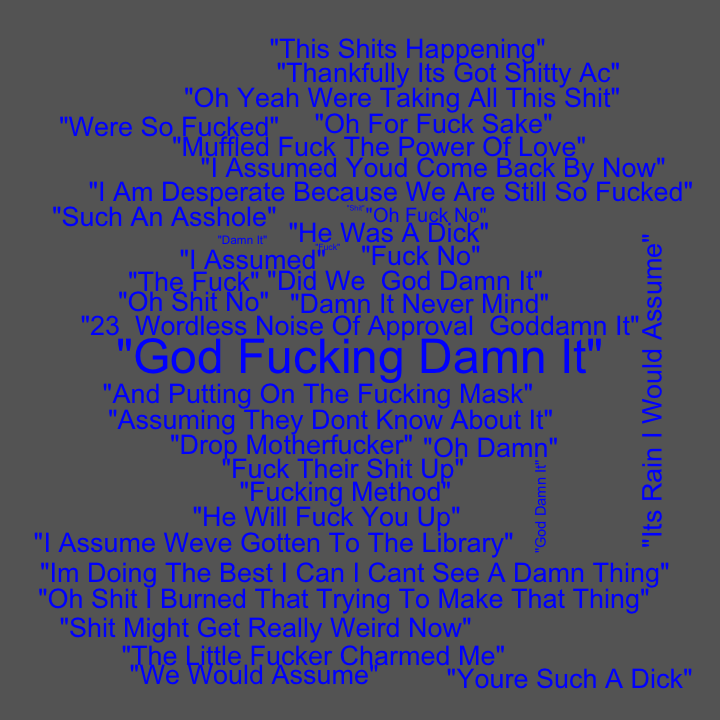 "This Shits Happening"
"Thankfully Its Got Shitty Ac"
"Oh Yeah Were Taking All This Shit"
"Were So Fucked"
"Oh For Fuck Sake"
"Muffled Fuck The Power Of Love"
"I Assumed Youd Come Back By Now"
"I Am Desperate Because We Are Still So Fucked"
"Such An Asshole"
"Shit"
"Oh Fuck No"
"He Was A Dick"
"Damn It"
"Fuck"
"I Assumed"
"Fuck No"
"The Fuck"
"Did We  God Damn It"
"Oh Shit No"
"Damn It Never Mind"
"23  Wordless Noise Of Approval  Goddamn It"
"God Fucking Damn It"
"Its Rain I Would Assume"
"And Putting On The Fucking Mask"
"Assuming They Dont Know About It"
"Drop Motherfucker"
"Oh Damn"
"Fuck Their Shit Up"
"God Damn It"
"Fucking Method"
"He Will Fuck You Up"
"I Assume Weve Gotten To The Library"
"Im Doing The Best I Can I Cant See A Damn Thing"
"Oh Shit I Burned That Trying To Make That Thing"
"Shit Might Get Really Weird Now"
"The Little Fucker Charmed Me"
"We Would Assume"
"Youre Such A Dick"